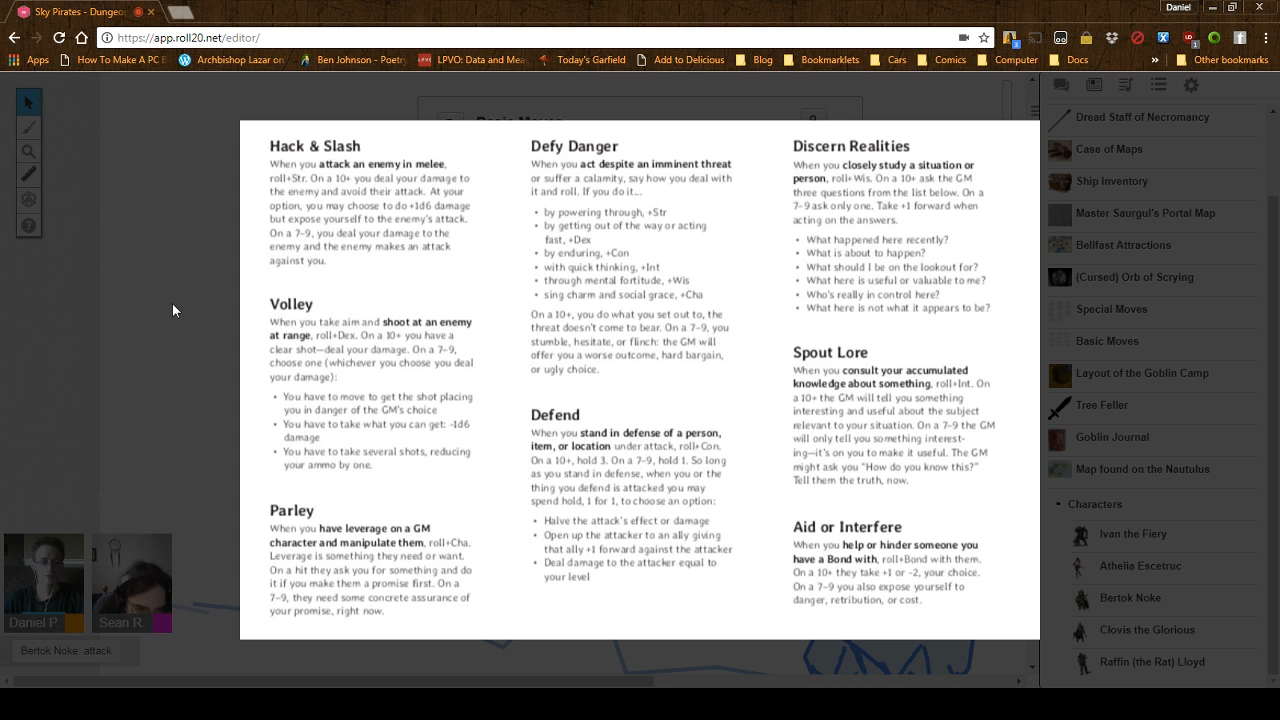 Sky Pirates - Dungeo
Daniel
https://app.roll20.net/editor/
Apps
How To Make A PC E
Archbishop Lazar on
Ben Johnson - Poetry
LPVO: Data and Mea
Today's Garfield
Add to Delicious
Blog
Bookmarklets
Cars
Comics
Computer
Docs
»
Other bookmarks
Hack & Slash
When you attack an enemy in melee,
roll+Str. On a 10+ you deal your damage to
the enemy and avoid their attack. At your
option, you may choose to do +1d6 damage
but expose yourself to the enemy's attack.
On a 7–9, you deal your damage to the
enemy and the enemy makes an attack
against you.
Volley
When you take aim and shoot at an enemy
at range, roll+Dex. On a 10+ you have a
clear shot—deal your damage. On a 7–9,
choose one (whichever you choose you deal
your damage):
• You have to move to get the shot placing
you in danger of the GM's choice
• You have to take what you can get: -1d6
damage
• You have to take several shots, reducing
your ammo by one.
Parley
When you have leverage on a GM
character and manipulate them, roll+Cha.
Leverage is something they need or want.
On a hit they ask you for something and do
it if you make them a promise first. On a
7–9, they need some concrete assurance of
your promise, right now.
Defy Danger
When you act despite an imminent threat
or suffer a calamity, say how you deal with
it and roll. If you do it…
• by powering through, +Str
• by getting out of the way or acting
fast, +Dex
• by enduring, +Con
• with quick thinking, +Int
• through mental fortitude, +Wis
• sing charm and social grace, +Cha
On a 10+, you do what you set out to, the
threat doesn't come to bear. On a 7–9, you
stumble, hesitate, or flinch: the GM will
offer you a worse outcome, hard bargain,
or ugly choice.
Defend
When you stand in defense of a person,
item, or location under attack, roll+Con.
On a 10+, hold 3. On a 7–9, hold 1. So long
as you stand in defense, when you or the
thing you defend is attacked you may
spend hold, 1 for 1, to choose an option:
• Halve the attack's effect or damage
• Open up the attacker to an ally giving
that ally +1 forward against the attacker
• Deal damage to the attacker equal to
your level
Discern Realities
When you closely study a situation or
person, roll+Wis. On a 10+ ask the GM
three questions from the list below. On a
7–9 ask only one. Take +1 forward when
acting on the answers.
• What happened here recently?
• What is about to happen?
• What should I be on the lookout for?
• What here is useful or valuable to me?
• Who's really in control here?
• What here is not what it appears to be?
Spout Lore
When you consult your accumulated
knowledge about something, roll+Int. On
a 10+ the GM will tell you something
interesting and useful about the subject
relevant to your situation. On a 7–9 the GM
will only tell you something interest-
ing—it's on you to make it useful. The GM
might ask you "How do you know this?"
Tell them the truth, now.
Aid or Interfere
When you help or hinder someone you
have a Bond with, roll+Bond with them.
On a 10+ they take +1 or -2, your choice.
On a 7–9 you also expose yourself to
danger, retribution, or cost.
Dread Staff of Necromancy
Case of Maps
Ship Inventory
Master Saurgul's Portal Map
Bellfast Attractions
(Cursed) Orb of Scrying
Special Moves
Basic Moves
Layout of the Goblin Camp
Tree Feller
Goblin Journal
Map found on the Nautulus
Characters
Ivan the Fiery
Athelia Escetruc
Bertok Noke
Clovis the Glorious
Raffin (the Rat) Lloyd
Daniel P.
Sean R.
Bertok Noke: attack